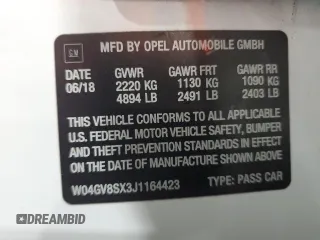 GM
MFD BY OPEL AUTOMOBILE GMBH
DATE GVWR GAWR FRT GAWR RR
06/18 2220 KG 1130 KG 1090 KG
4894 LB 2491 LB 2403 LB
THIS VEHICLE CONFORMS TO ALL APPLICABLE
U.S. FEDERAL MOTOR VEHICLE SAFETY, BUMPER
AND THEFT PREVENTION STANDARDS IN EFFECT
ON THE DATE OF MANUFACTURE SHOWN ABOVE
W04GV8SX3J1164423 TYPE: PASS CAR
DREAMBID